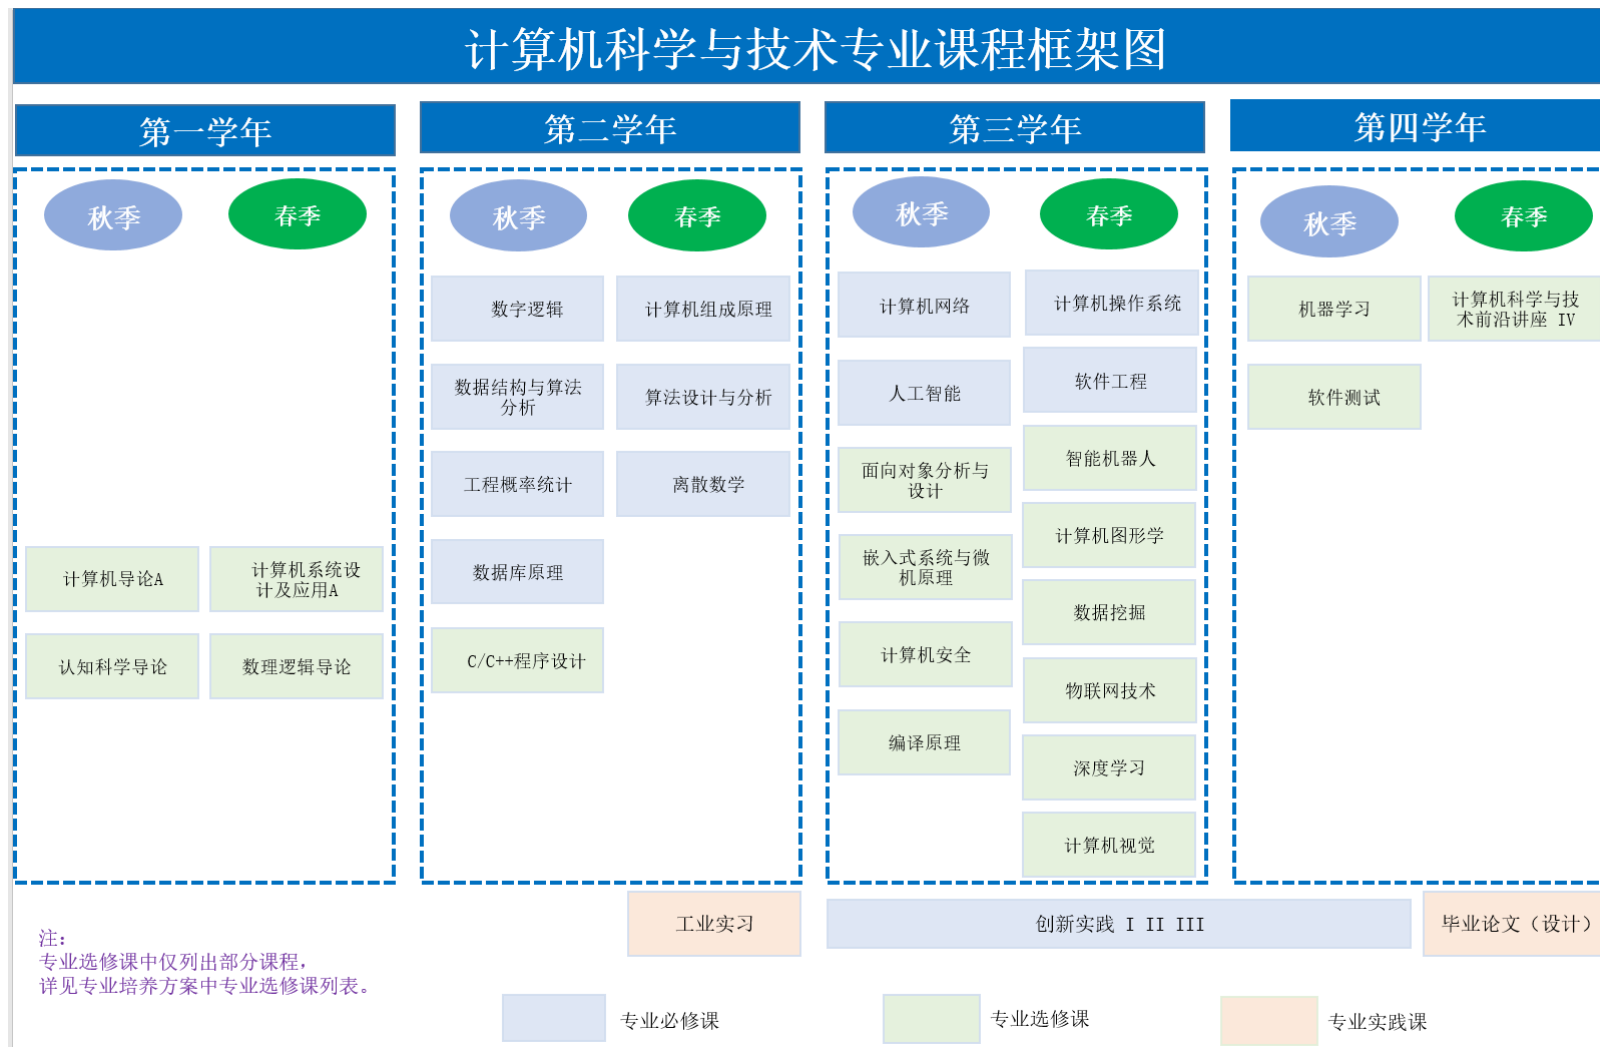 计算机科学与技术专业课程框架图
第一学年
第二学年
第三学年
第四学年
秋季
春季
秋季
春季
秋季
春季
秋季
春季
计算机导论A
认知科学导论
计算机系统设
计及应用A
数理逻辑导论
数字逻辑
数据结构与算法
分析
工程概率统计
数据库原理
C/C++程序设计
计算机组成原理
算法设计与分析
离散数学
计算机网络
人工智能
面向对象分析与
设计
嵌入式系统与微
机原理
计算机安全
编译原理
计算机操作系统
软件工程
智能机器人
计算机图形学
数据挖掘
物联网技术
深度学习
计算机视觉
机器学习
软件测试
计算机科学与技
术前沿讲座 IV
工业实习
创新实践 I II III
毕业论文（设计）
注：
专业选修课中仅列出部分课程，
详见专业培养方案中专业选修课列表。
专业必修课
专业选修课
专业实践课